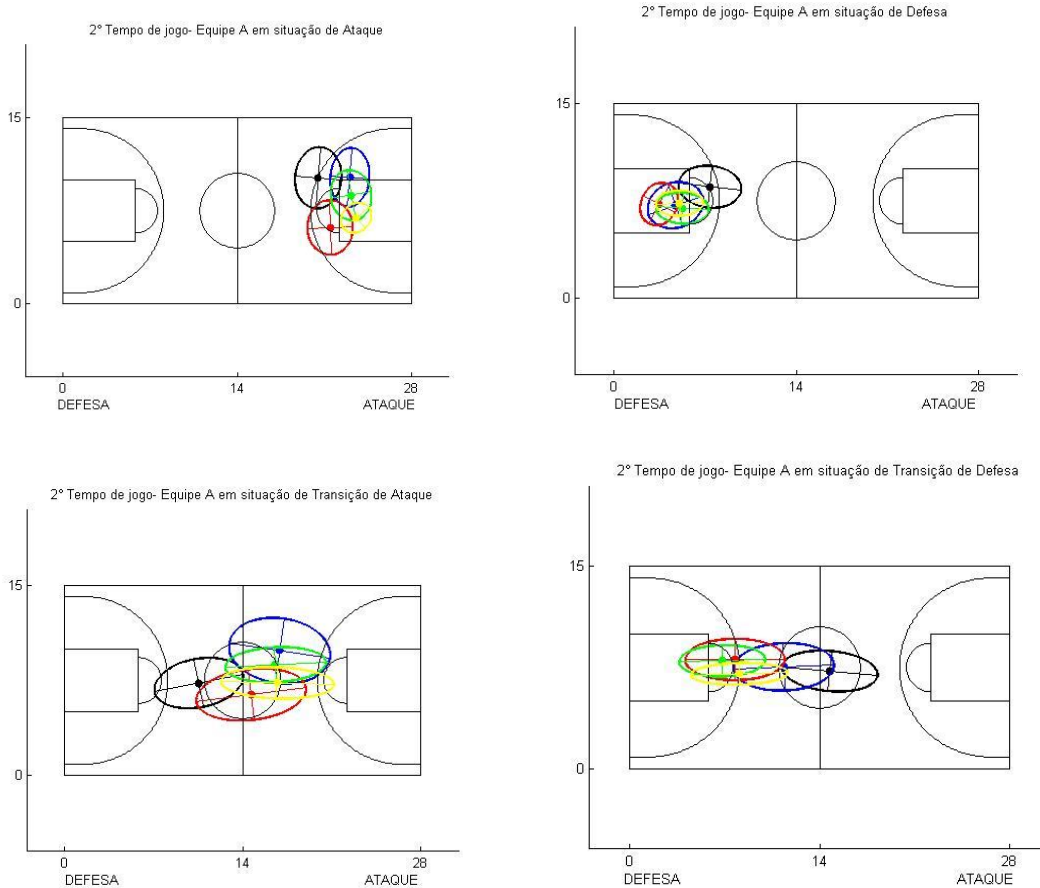 2° Tempo de jogo- Equipe A em situação de Ataque
15
0
0
14
28
DEFESA
ATAQUE
2° Tempo de jogo- Equipe A em situação de Defesa
15
0
0
14
28
DEFESA
ATAQUE
2° Tempo de jogo- Equipe A em situação de Transição de Ataque
15
0
0
14
28
DEFESA
ATAQUE
2° Tempo de jogo- Equipe A em situação de Transição de Defesa
15
0
0
14
28
DEFESA
ATAQUE